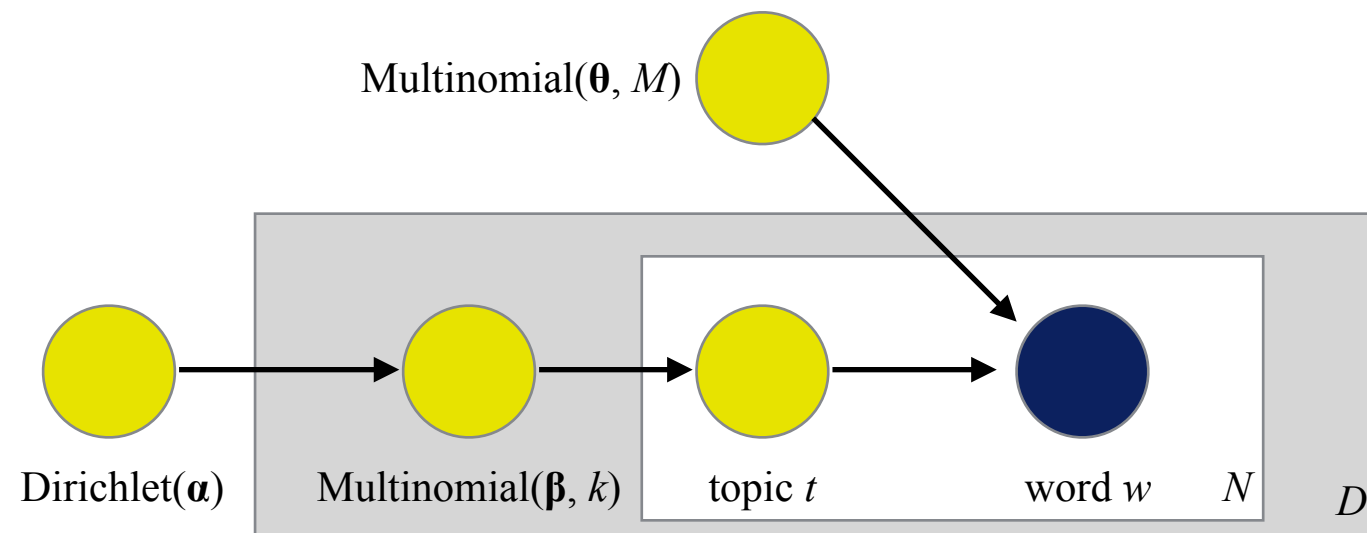 Multinomial(θ, M)
Dirichlet(α)
Multinomial(β, k)
topic t
word w
N
D